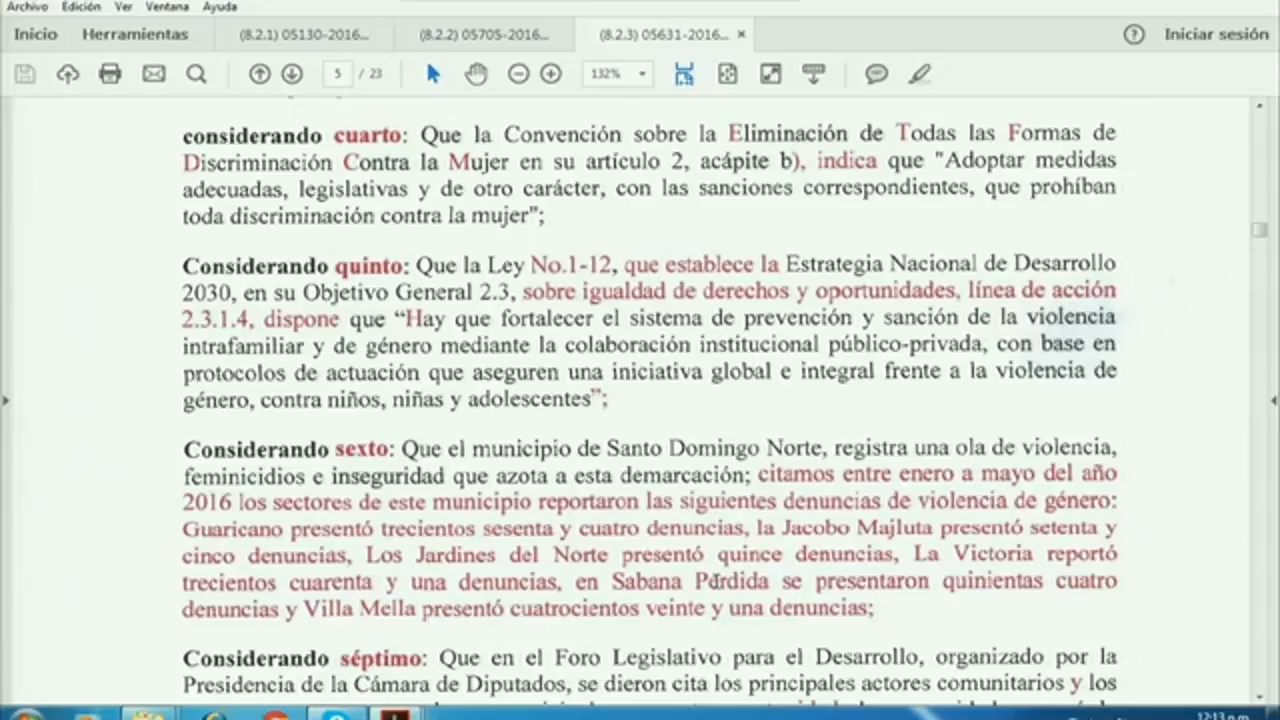 Archivo Edición Ver Ventana Ayuda
Inicio Herramientas (8.2.1) 05130-2016... (8.2.2) 05705-2016... (8.2.3) 05631-2016... × Iniciar sesión
5 / 23 132%
considerando cuarto: Que la Convención sobre la Eliminación de Todas las Formas de
Discriminación Contra la Mujer en su artículo 2, acápite b), indica que "Adoptar medidas
adecuadas, legislativas y de otro carácter, con las sanciones correspondientes, que prohíban
toda discriminación contra la mujer";
Considerando quinto: Que la Ley No.1-12, que establece la Estrategia Nacional de Desarrollo
2030, en su Objetivo General 2.3, sobre igualdad de derechos y oportunidades, línea de acción
2.3.1.4, dispone que “Hay que fortalecer el sistema de prevención y sanción de la violencia
intrafamiliar y de género mediante la colaboración institucional público-privada, con base en
protocolos de actuación que aseguren una iniciativa global e integral frente a la violencia de
género, contra niños, niñas y adolescentes”;
Considerando sexto: Que el municipio de Santo Domingo Norte, registra una ola de violencia,
feminicidios e inseguridad que azota a esta demarcación; citamos entre enero a mayo del año
2016 los sectores de este municipio reportaron las siguientes denuncias de violencia de género:
Guaricano presentó trecientos sesenta y cuatro denuncias, la Jacobo Majluta presentó setenta y
cinco denuncias, Los Jardines del Norte presentó quince denuncias, La Victoria reportó
trecientos cuarenta y una denuncias, en Sabana Perdida se presentaron quinientas cuatro
denuncias y Villa Mella presentó cuatrocientos veinte y una denuncias;
Considerando séptimo: Que en el Foro Legislativo para el Desarrollo, organizado por la
Presidencia de la Cámara de Diputados, se dieron cita los principales actores comunitarios y los
12:13 p.m.